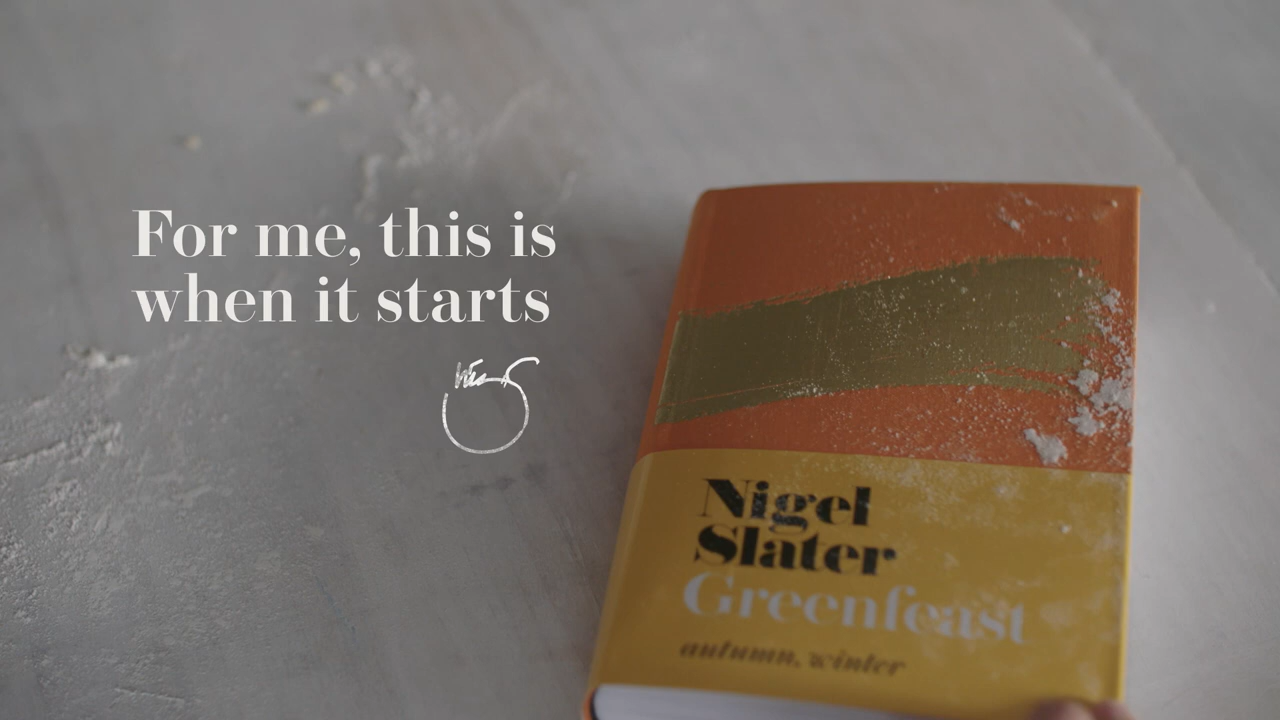 For me, this is
when it starts
Nigel
Slater
Greenfeast
autumn, winter